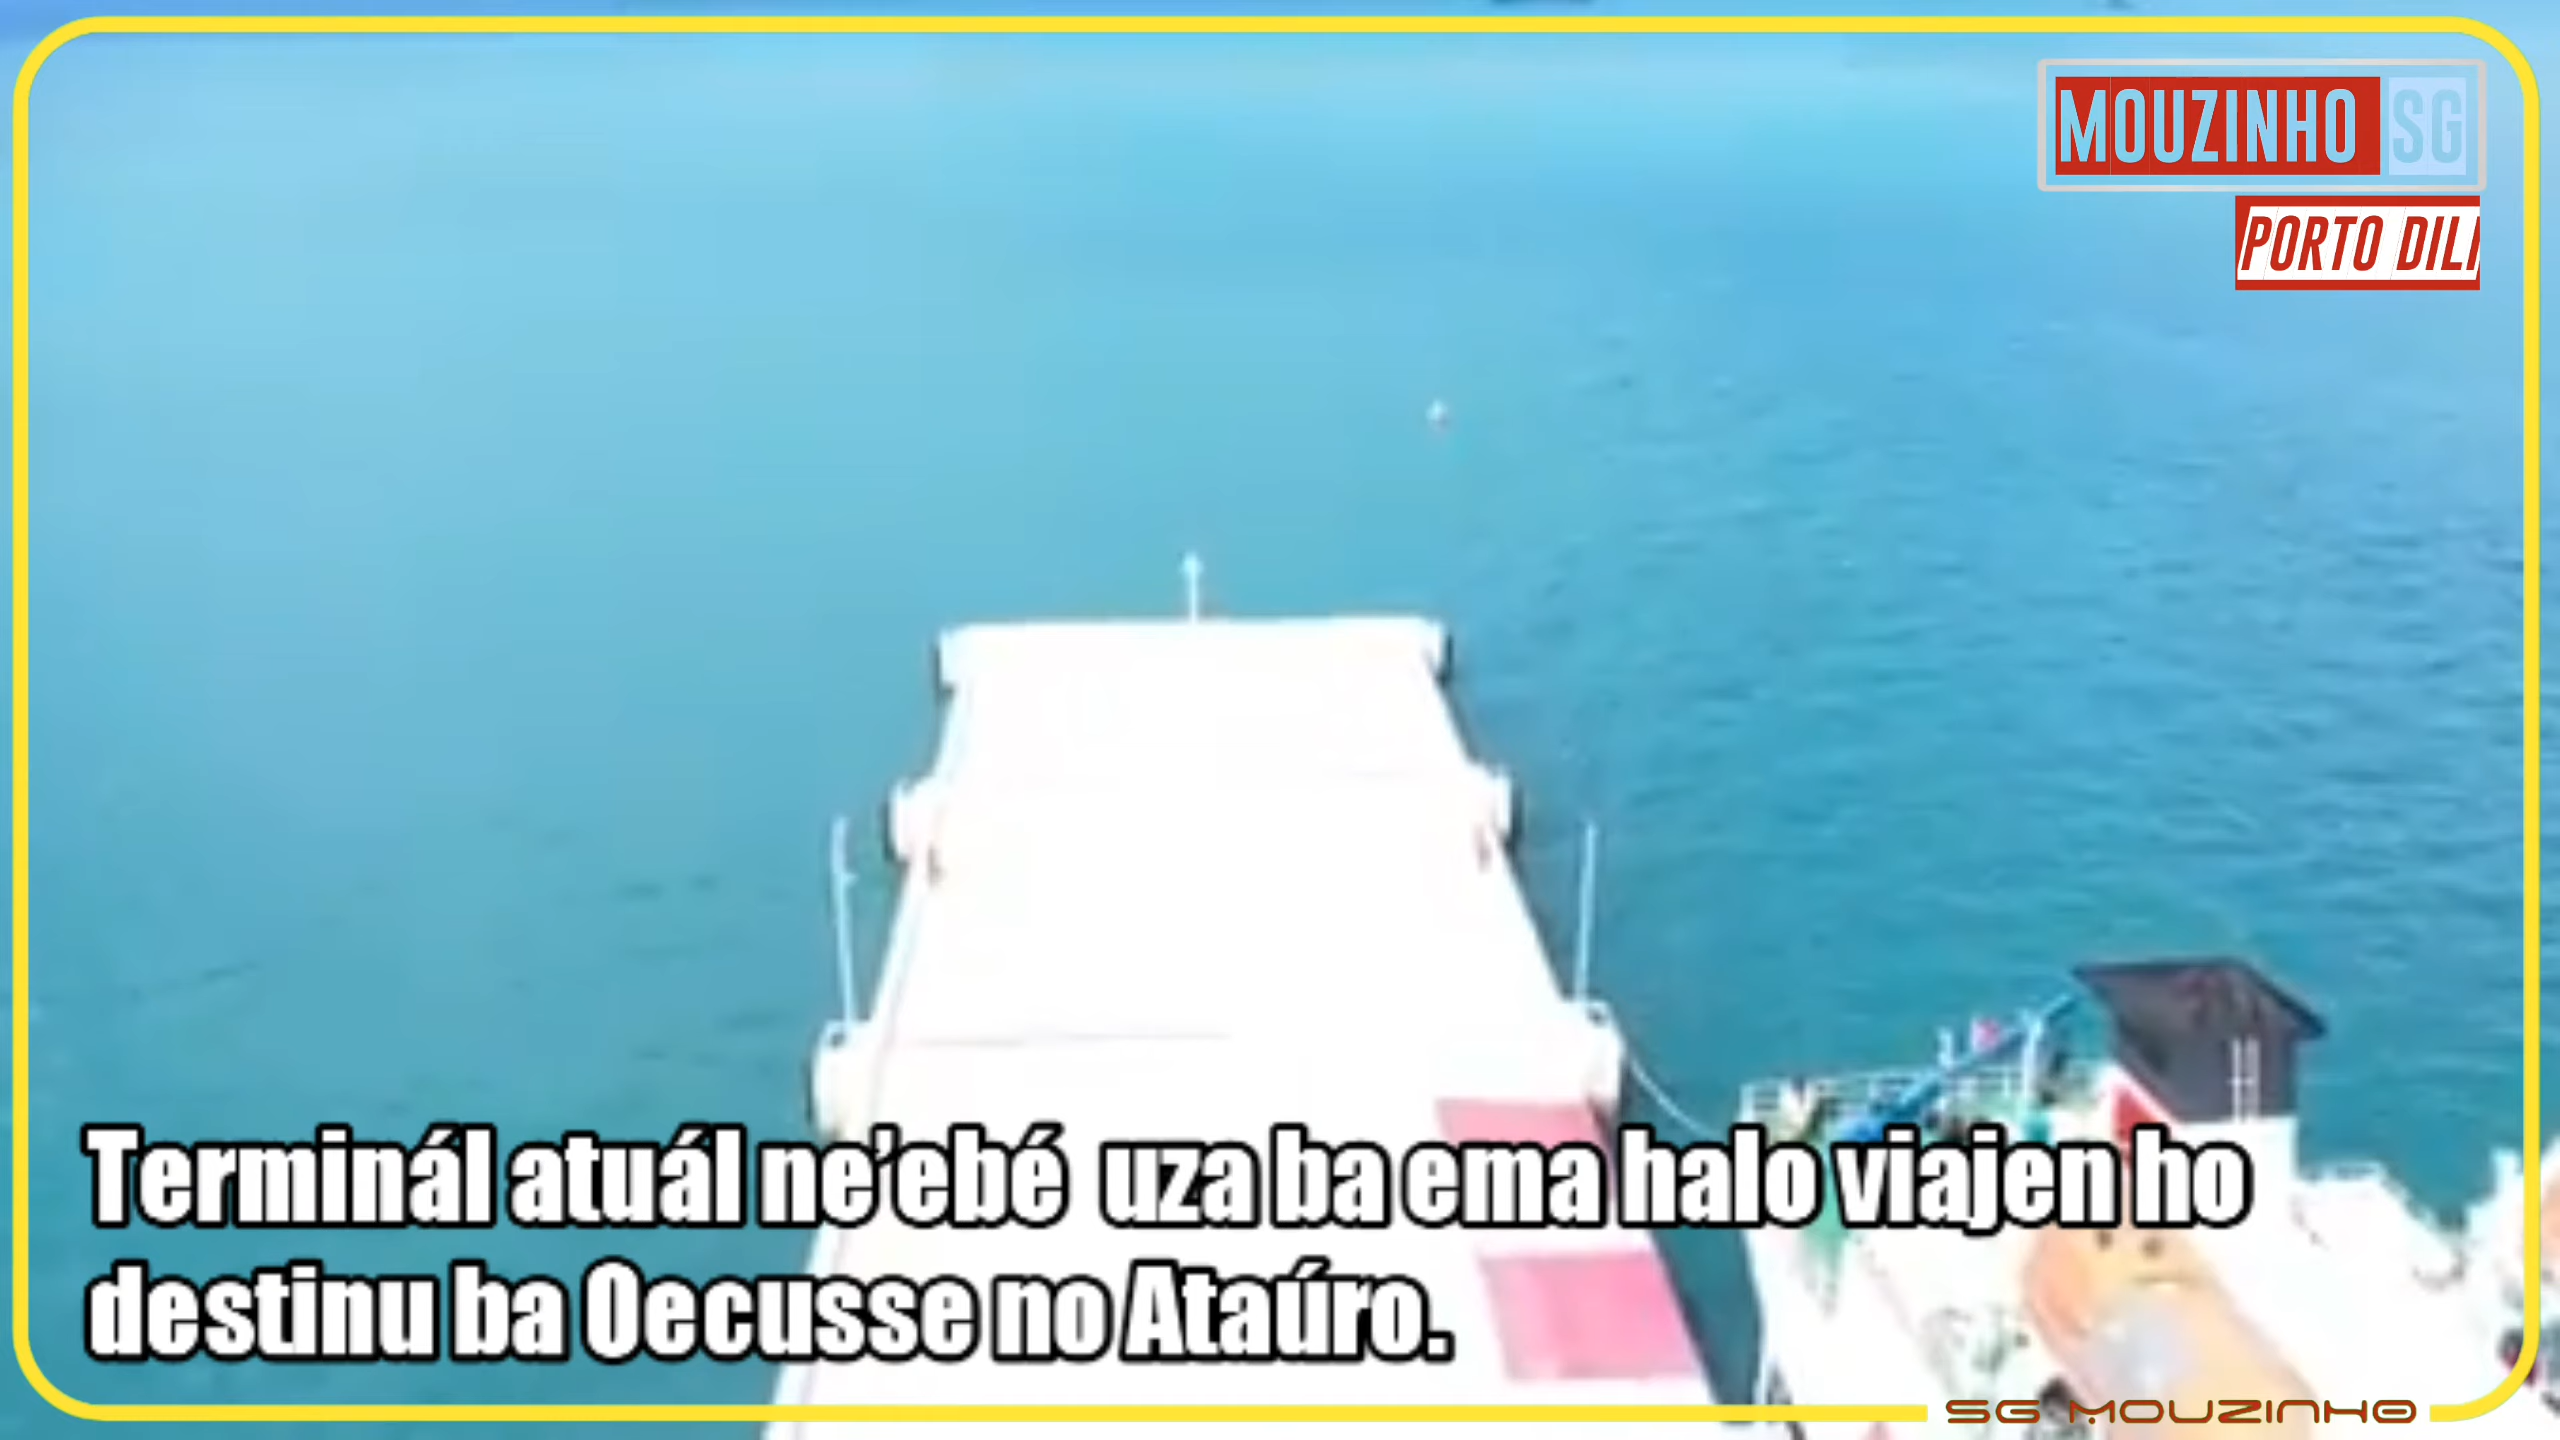 MOUZINHO SG
PORTO DILI
Terminál atuál ne'ebé uza ba ema halo viajen ho
destinu ba Oecusse no Ataúro.
SG MOUZINHO